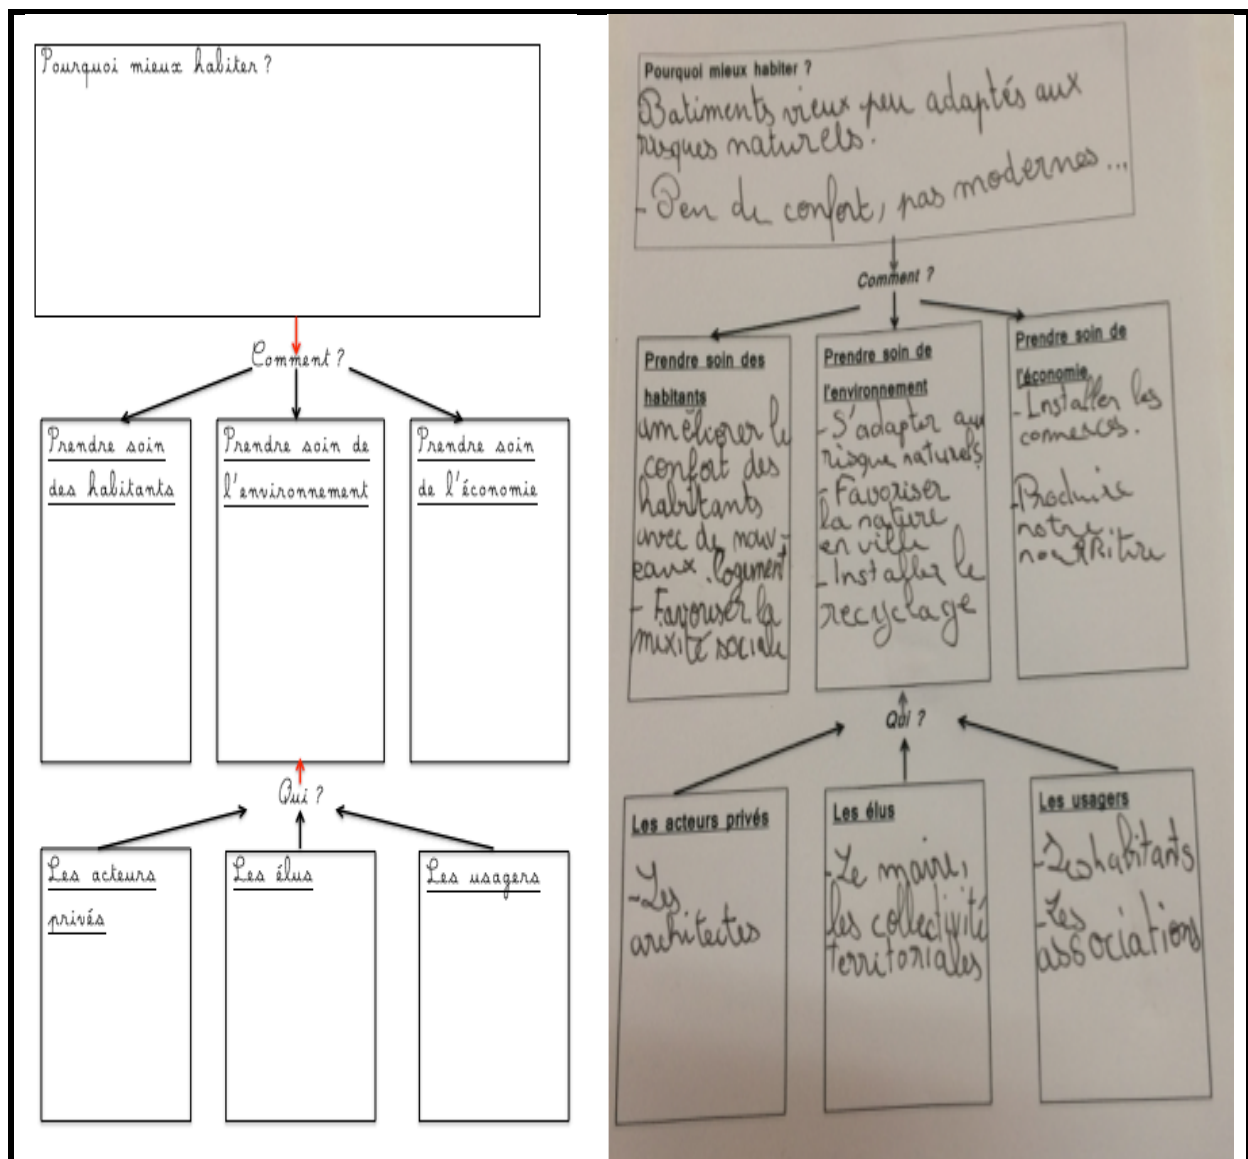 Pourquoi mieux habiter ?
Comment ?
Prendre soin
des habitants
Prendre soin de
l'environnement
Prendre soin
de l'économie
Qui ?
Les acteurs
privés
Les élus
Les usagers
Pourquoi mieux habiter ?
Batiments vieux peu adaptés aux
risques naturels.
- Peu de confort, pas modernes...
Comment ?
Prendre soin des
habitants
améliorer le
confort des
habitants
avec de nouv-
eaux logement
- Favoriser la
mixité sociale
Prendre soin de
l'environnement
- S'adapter aux
risque naturels
- Favoriser
la nature
en ville
- Installer le
recyclage
Prendre soin de
l'économie
- Installer les
commerces.
- Produire
notre
Qui ?
Les acteurs privés
- Les
architectes
Les élus
- Le maire,
les collectivité
territoriales
Les usagers
- Les habitants
- Les
associations